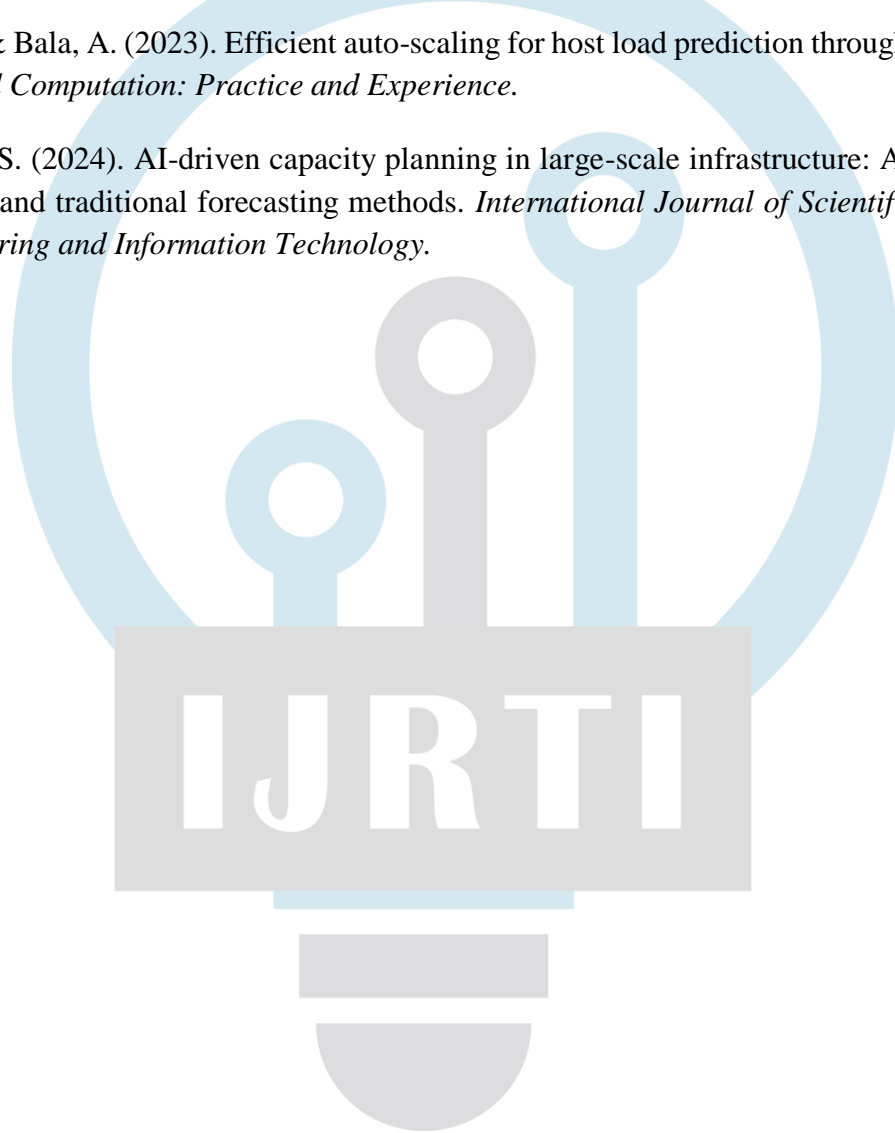 & Bala, A. (2023). Efficient auto-scaling for host load prediction through
Computation: Practice and Experience.
S. (2024). AI-driven capacity planning in large-scale infrastructure: A
and traditional forecasting methods. International Journal of Scientif
ring and Information Technology.
IJRTI